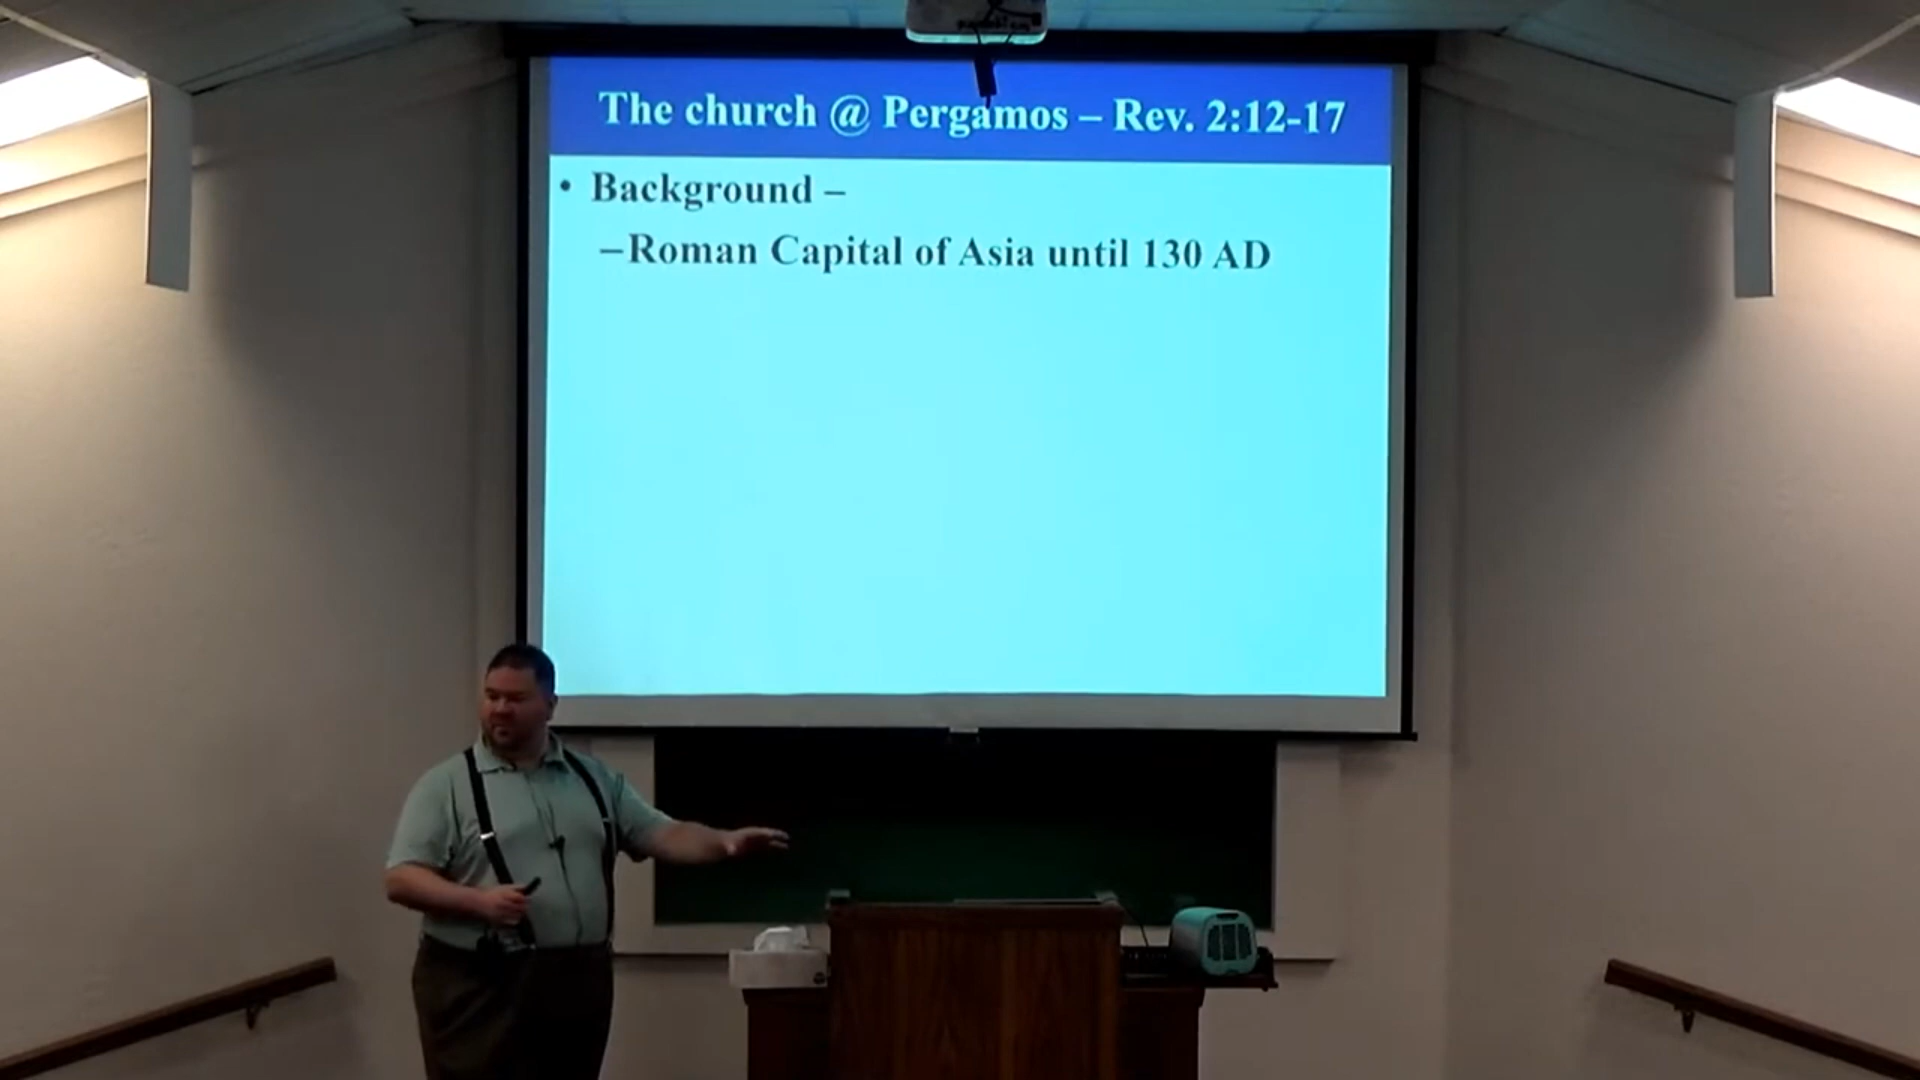 The church @ Pergamos – Rev. 2:12-17
• Background –
–Roman Capital of Asia until 130 AD